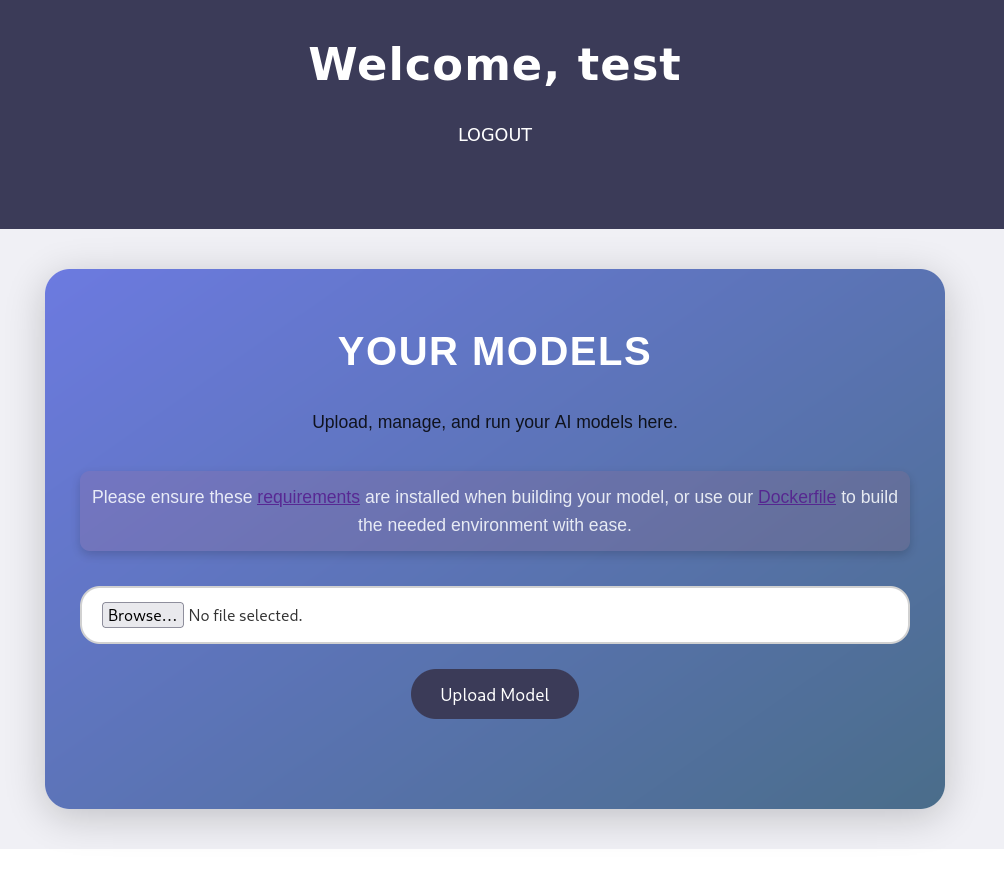 Welcome, test
LOGOUT
YOUR MODELS
Upload, manage, and run your AI models here.
Please ensure these requirements are installed when building your model, or use our Dockerfile to build
the needed environment with ease.
Browse... No file selected.
Upload Model